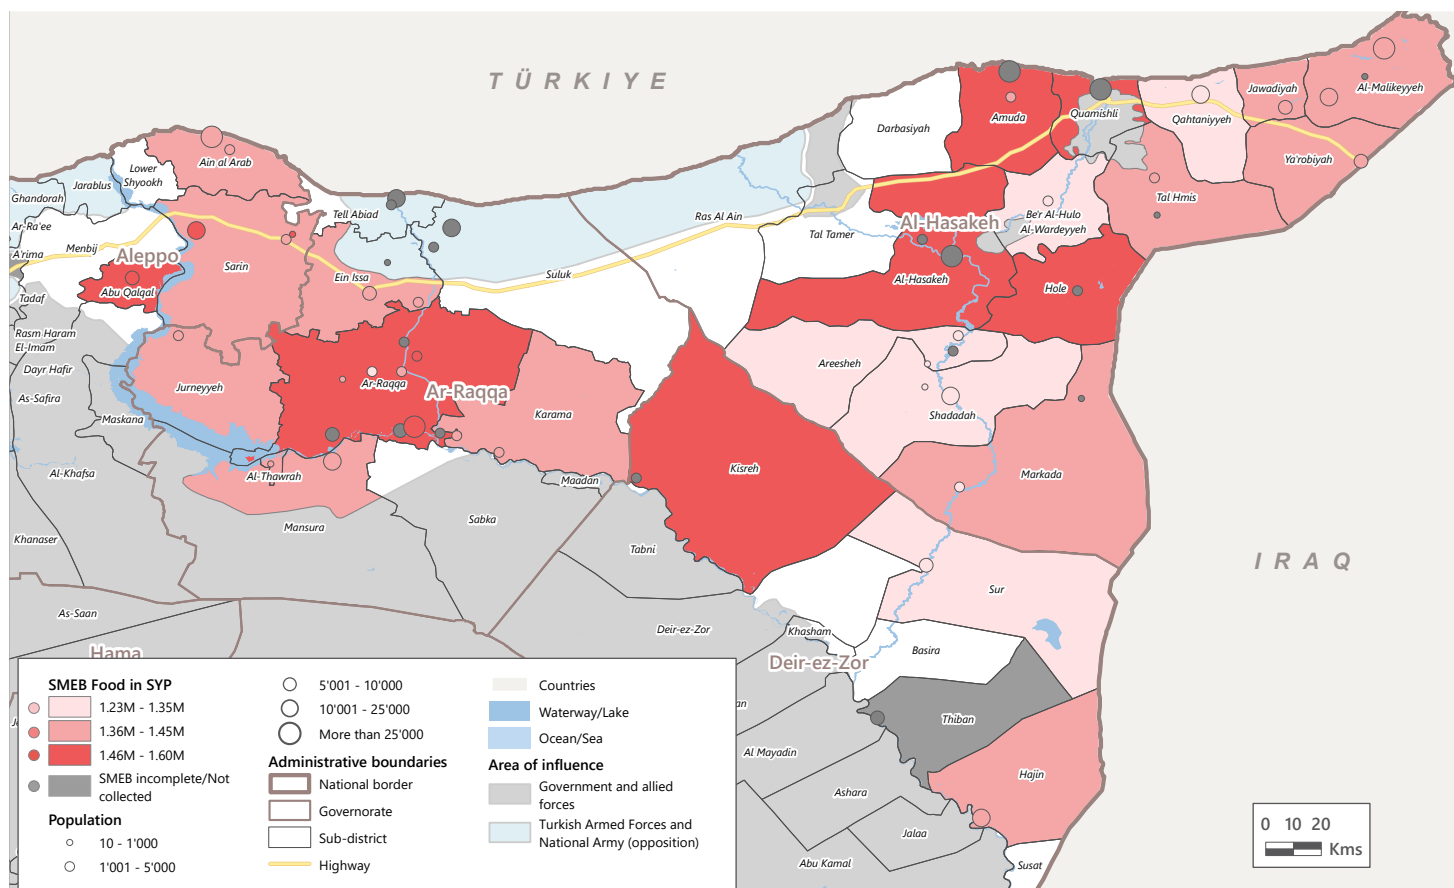 TÜRKIYE
IRAQ
Aleppo
Ar-Raqqa
Al-Hasakeh
Deir-ez-Zor
Hama
Ain al Arab
Lower
Shyookh
Jarablus
Ghandorah
Ar-Ra'ee
A'rima
Menbij
Tadaf
Abu Qalqal
Sarin
Rasm Haram
El-Imam
Dayr Hafir
As-Safira
Maskana
Al-Khafsa
Khanaser
As-Saan
Tell Abiad
Ein Issa
Suluk
Ras Al Ain
Jurneyyeh
Ar-Raqqa
Karama
Al-Thawrah
Mansura
Sabka
Maadan
Tabni
Kisreh
Darbasiyah
Amuda
Quamishli
Qahtaniyyeh
Jawadiyah
Al-Malikeyyeh
Ya'robiyah
Tal Hmis
Be'r Al-Hulo
Al-Wardeyyeh
Tal Tamer
Al-Hasakeh
Hole
Areesheh
Shadadah
Markada
Sur
Basira
Khasham
Deir-ez-Zor
Thiban
Hajin
Al Mayadin
Ashara
Jalaa
Abu Kamal
Susat
an
SMEB Food in SYP
1.23M - 1.35M
1.36M - 1.45M
1.46M - 1.60M
SMEB incomplete/Not
collected
Population
10 - 1'000
1'001 - 5'000
5'001 - 10'000
10'001 - 25'000
More than 25'000
Administrative boundaries
National border
Governorate
Sub-district
Highway
Countries
Waterway/Lake
Ocean/Sea
Area of influence
Government and allied
forces
Turkish Armed Forces and
National Army (opposition)
0 10 20
Kms